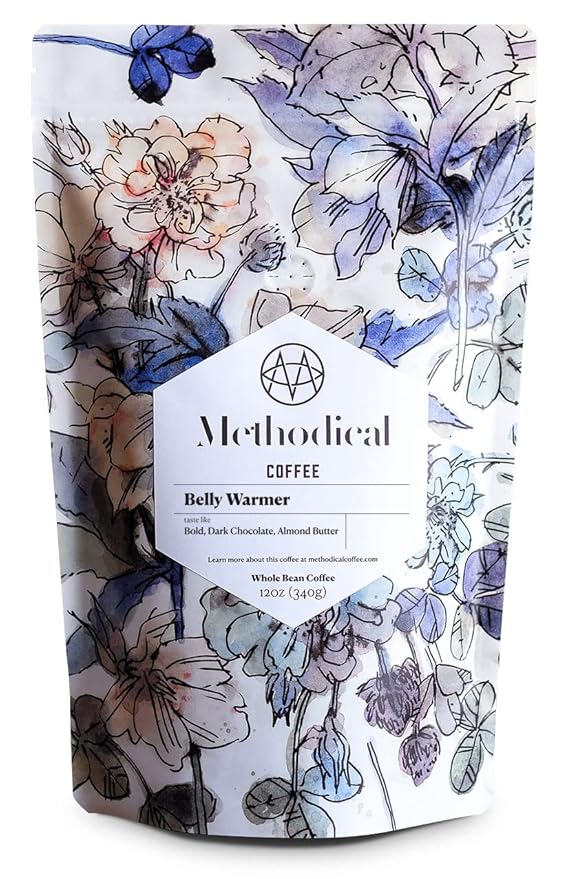 Methodical
COFFEE
Belly Warmer
taste like
Bold, Dark Chocolate, Almond Butter
Learn more about this coffee at methodicalcoffee.com
Whole Bean Coffee
12oz (340g)